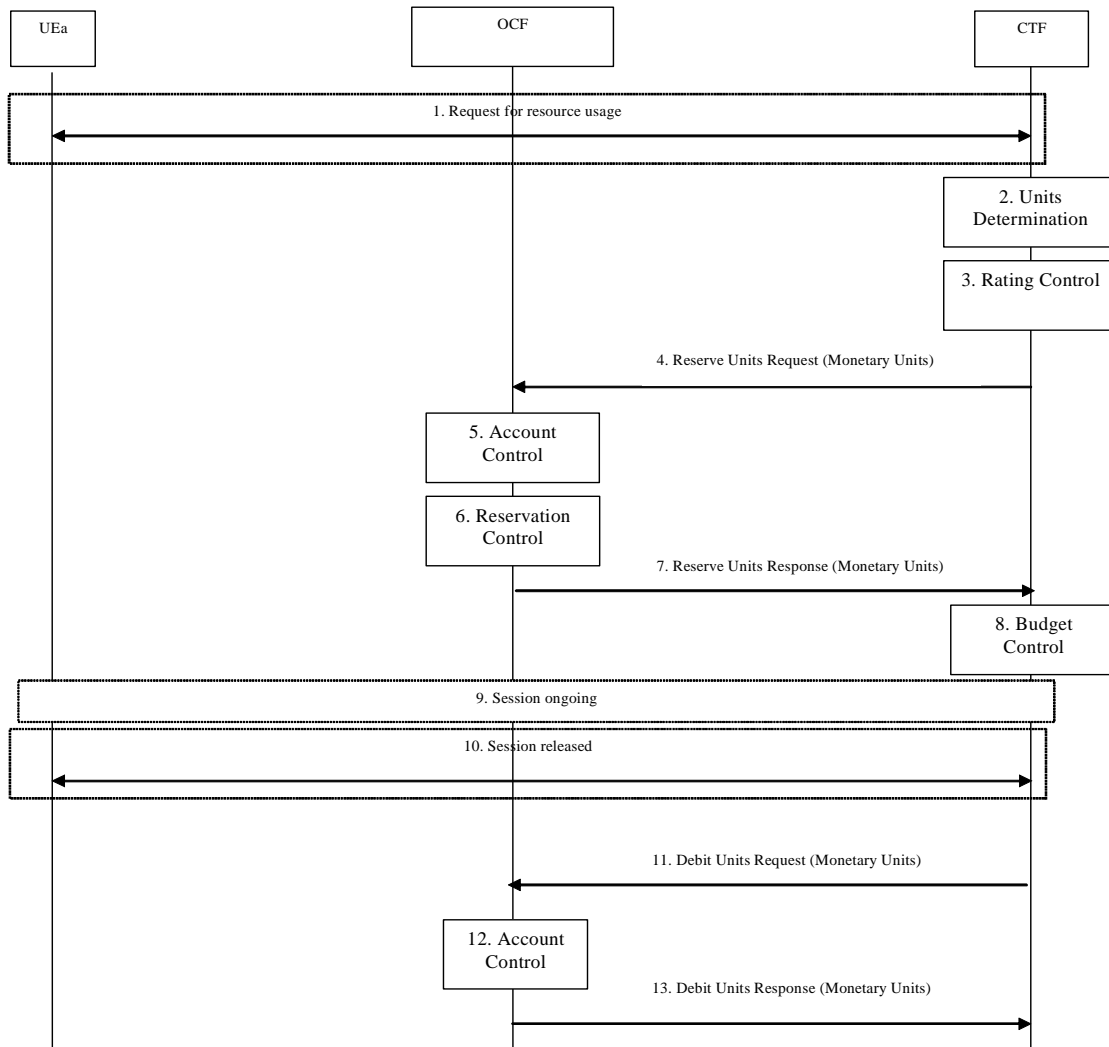 UEa
OCF
CTF
1. Request for resource usage
2. Units
Determination
3. Rating Control
4. Reserve Units Request (Monetary Units)
5. Account
Control
6. Reservation
Control
7. Reserve Units Response (Monetary Units)
8. Budget
Control
9. Session ongoing
10. Session released
11. Debit Units Request (Monetary Units)
12. Account
Control
13. Debit Units Response (Monetary Units)